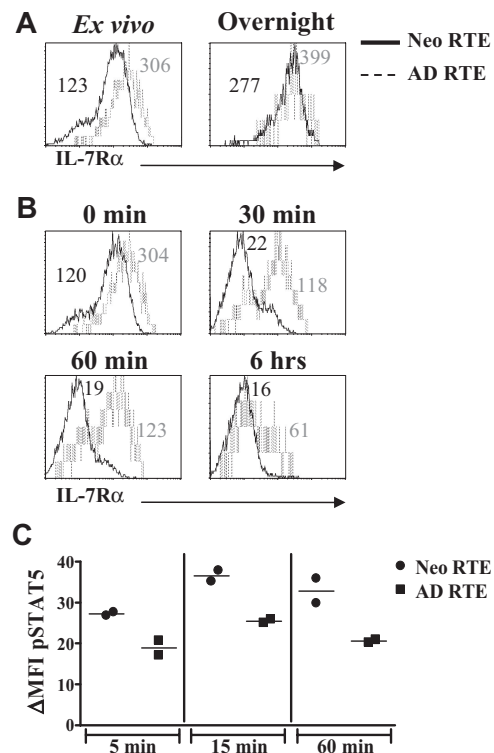 A
Ex vivo
Overnight
Neo RTE
AD RTE
123
306
277
399
IL-7Rα
B
0 min
30 min
120
304
22
118
60 min
6 hrs
19
123
16
61
IL-7Rα
C
ΔMFI pSTAT5
40
30
20
10
0
5 min
15 min
60 min
Neo RTE
AD RTE